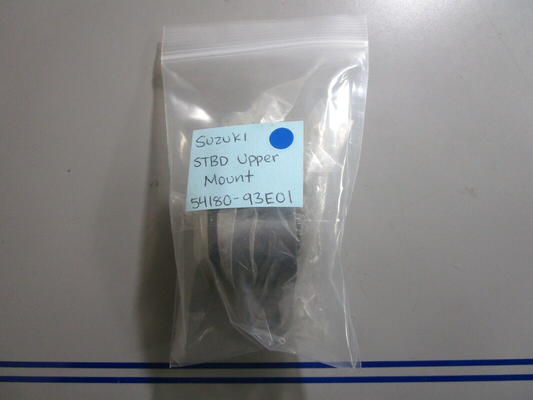 Suzuki
STBD Upper
Mount
54180-93E01